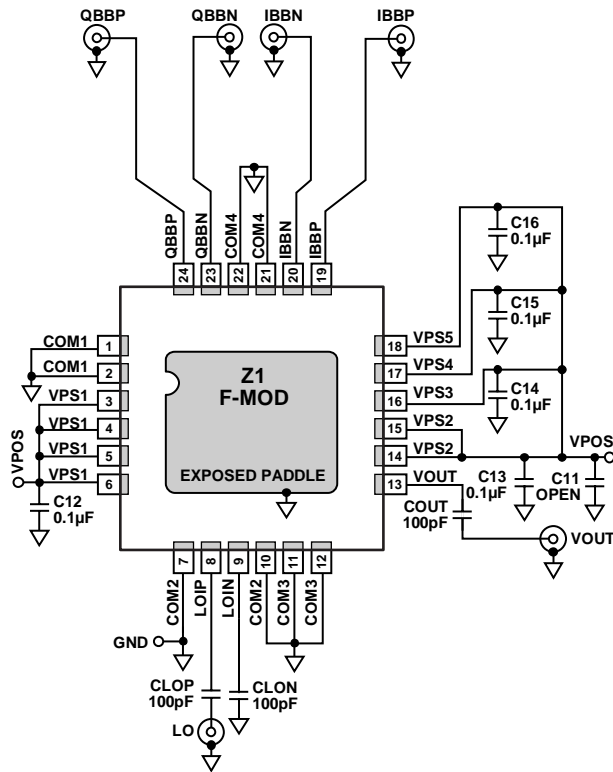 QBBP
QBBN
IBBN
IBBP
QBBP
QBBN
COM4
COM4
IBBN
IBBP
24
23
22
21
20
19
C16
0.1µF
C15
0.1µF
C14
0.1µF
COM1
1
COM1
2
VPS1
3
VPS1
4
VPS1
5
VPS1
6
VPOS
C12
0.1µF
Z1
F-MOD
EXPOSED PADDLE
18
VPS5
17
VPS4
16
VPS3
15
VPS2
14
VPS2
13
VOUT
VPOS
C13
0.1µF
C11
OPEN
COUT
100pF
VOUT
7
8
9
10
11
12
COM2
LOIP
LOIN
COM2
COM3
COM3
GND
CLOP
100pF
CLON
100pF
LO